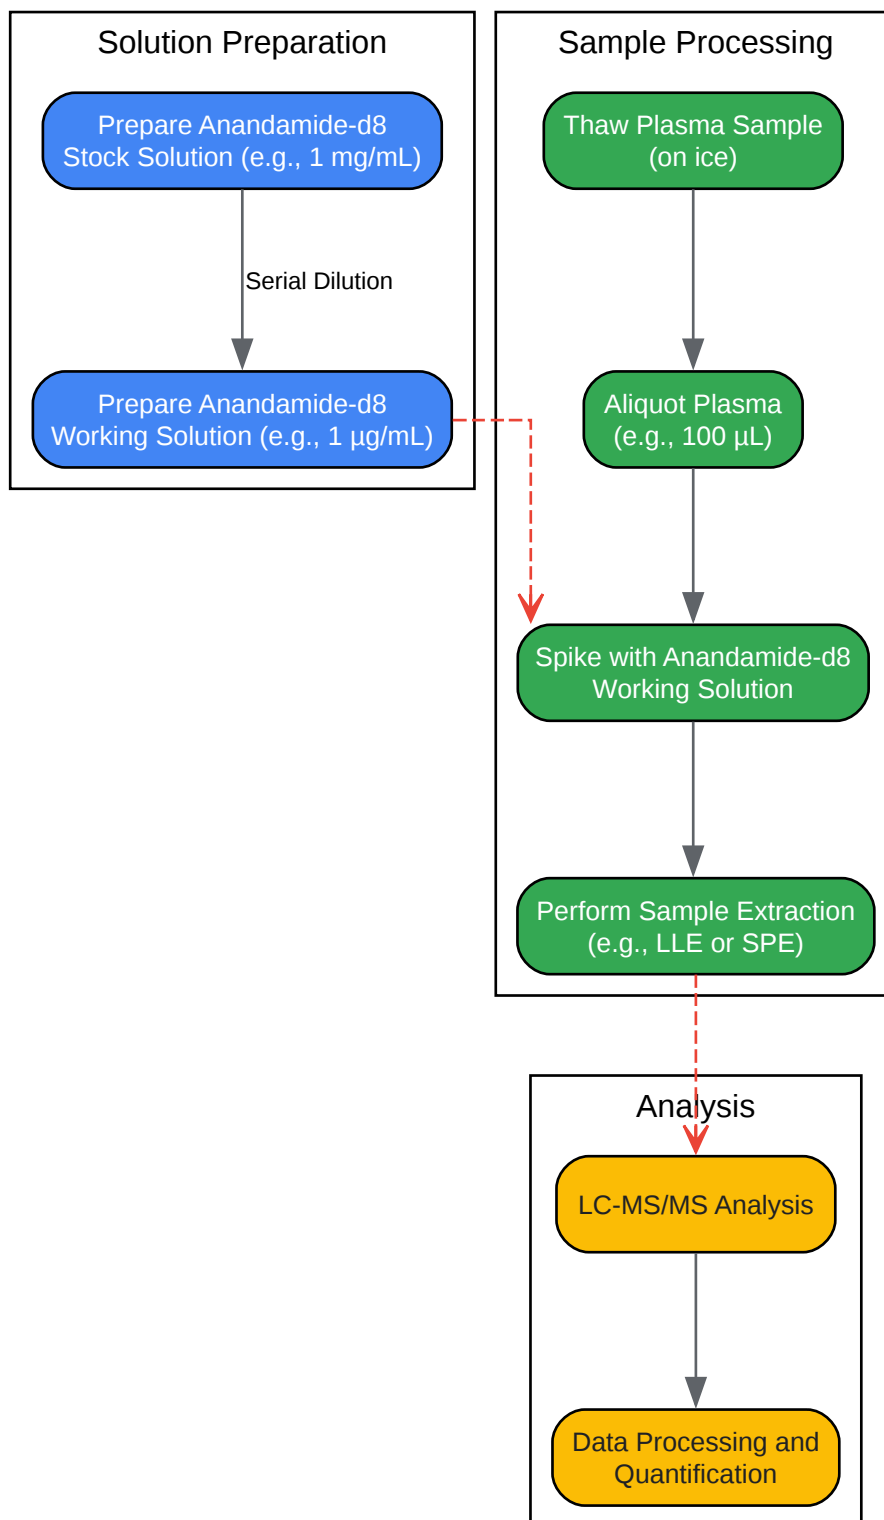 Solution Preparation
Prepare Anandamide-d8
Stock Solution (e.g., 1 mg/mL)
Serial Dilution
Prepare Anandamide-d8
Working Solution (e.g., 1 µg/mL)
Sample Processing
Thaw Plasma Sample
(on ice)
Aliquot Plasma
(e.g., 100 µL)
Spike with Anandamide-d8
Working Solution
Perform Sample Extraction
(e.g., LLE or SPE)
Analysis
LC-MS/MS Analysis
Data Processing and
Quantification